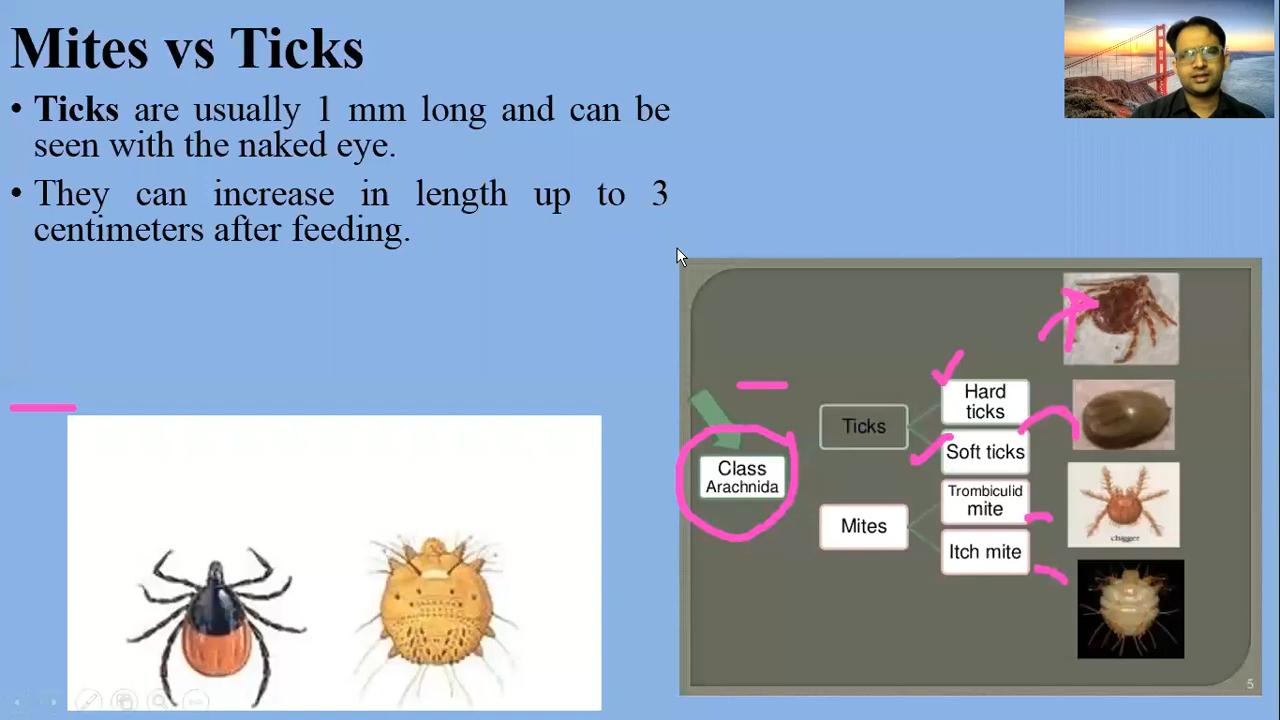 Mites vs Ticks
• Ticks are usually 1 mm long and can be
seen with the naked eye.
• They can increase in length up to 3
centimeters after feeding.
Class
Arachnida
Ticks
Hard
ticks
Soft ticks
Mites
Trombiculid
mite
Itch mite
chigger
5